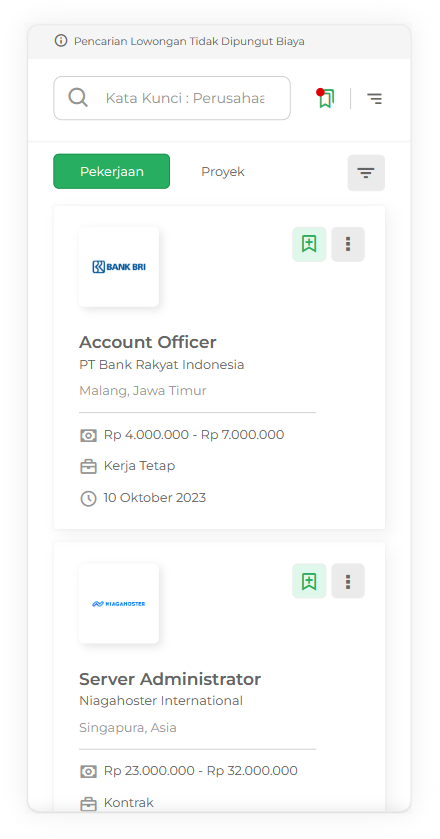 Pencarian Lowongan Tidak Dipungut Biaya
Kata Kunci : Perusahaa
Pekerjaan
Proyek
BANK BRI
Account Officer
PT Bank Rakyat Indonesia
Malang, Jawa Timur
Rp 4.000.000 - Rp 7.000.000
Kerja Tetap
10 Oktober 2023
NIAGAHOSTER
Server Administrator
Niagahoster International
Singapura, Asia
Rp 23.000.000 - Rp 32.000.000
Kontrak